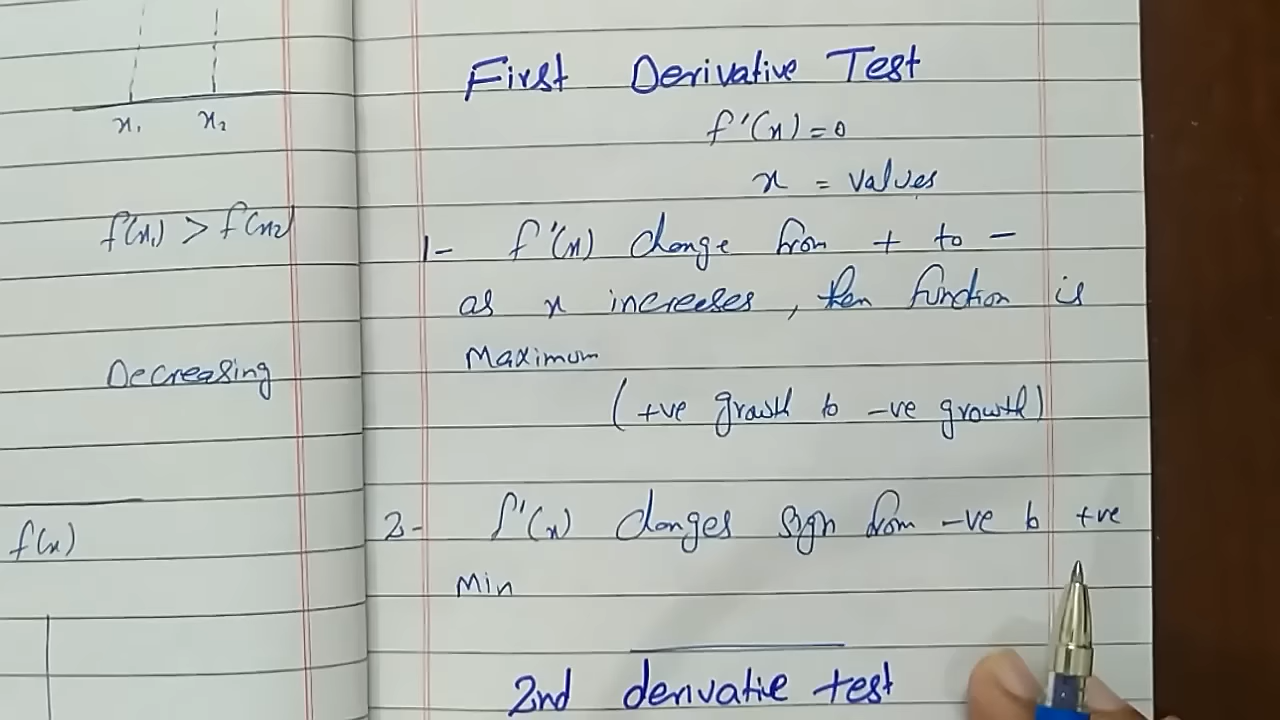 x₁ x₂
f(x₁) > f(x₂)
Decreasing
f(x)
First Derivative Test
f'(x) = 0
x = values
1- f'(x) change from + to -
as x increases, then function is
Maximum
(+ve growth to -ve growth)
2- f'(x) changes sign from -ve to +ve
Min
2nd derivative test